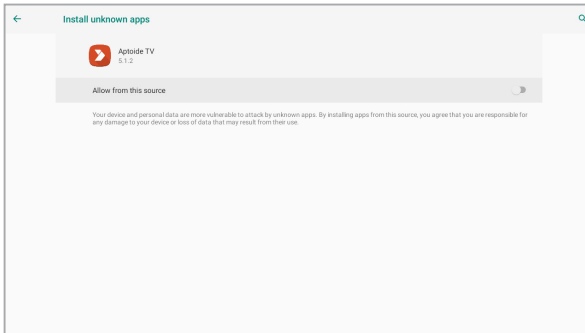 Install unknown apps
Aptoide TV
5.1.2
Allow from this source
Your device and personal data are more vulnerable to attack by unknown apps. By installing apps from this source, you agree that you are responsible for
any damage to your device or loss of data that may result from their use.